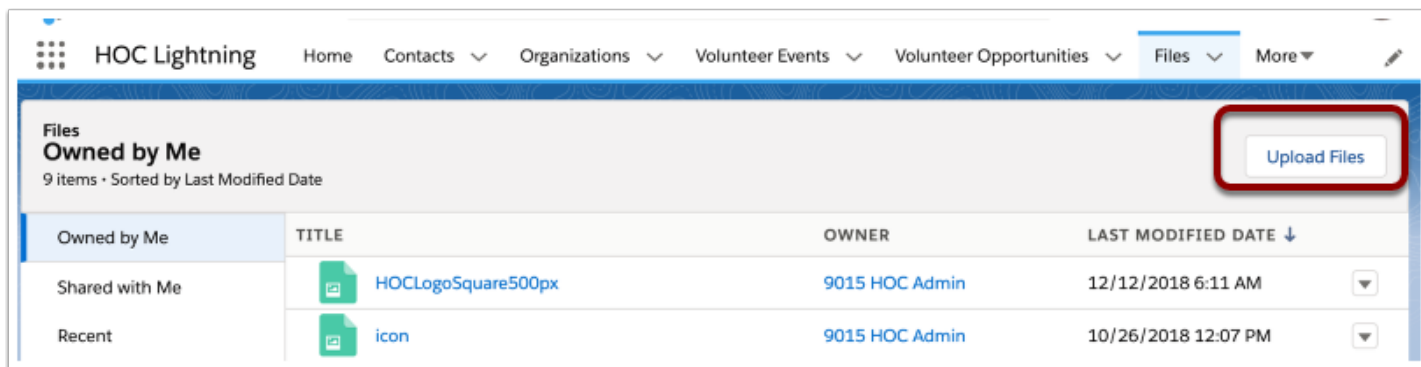 HOC Lightning Home Contacts Organizations Volunteer Events Volunteer Opportunities Files More
Files
Owned by Me
9 items • Sorted by Last Modified Date
Upload Files
Owned by Me TITLE OWNER LAST MODIFIED DATE
Shared with Me HOCLogoSquare500px 9015 HOC Admin 12/12/2018 6:11 AM
Recent icon 9015 HOC Admin 10/26/2018 12:07 PM